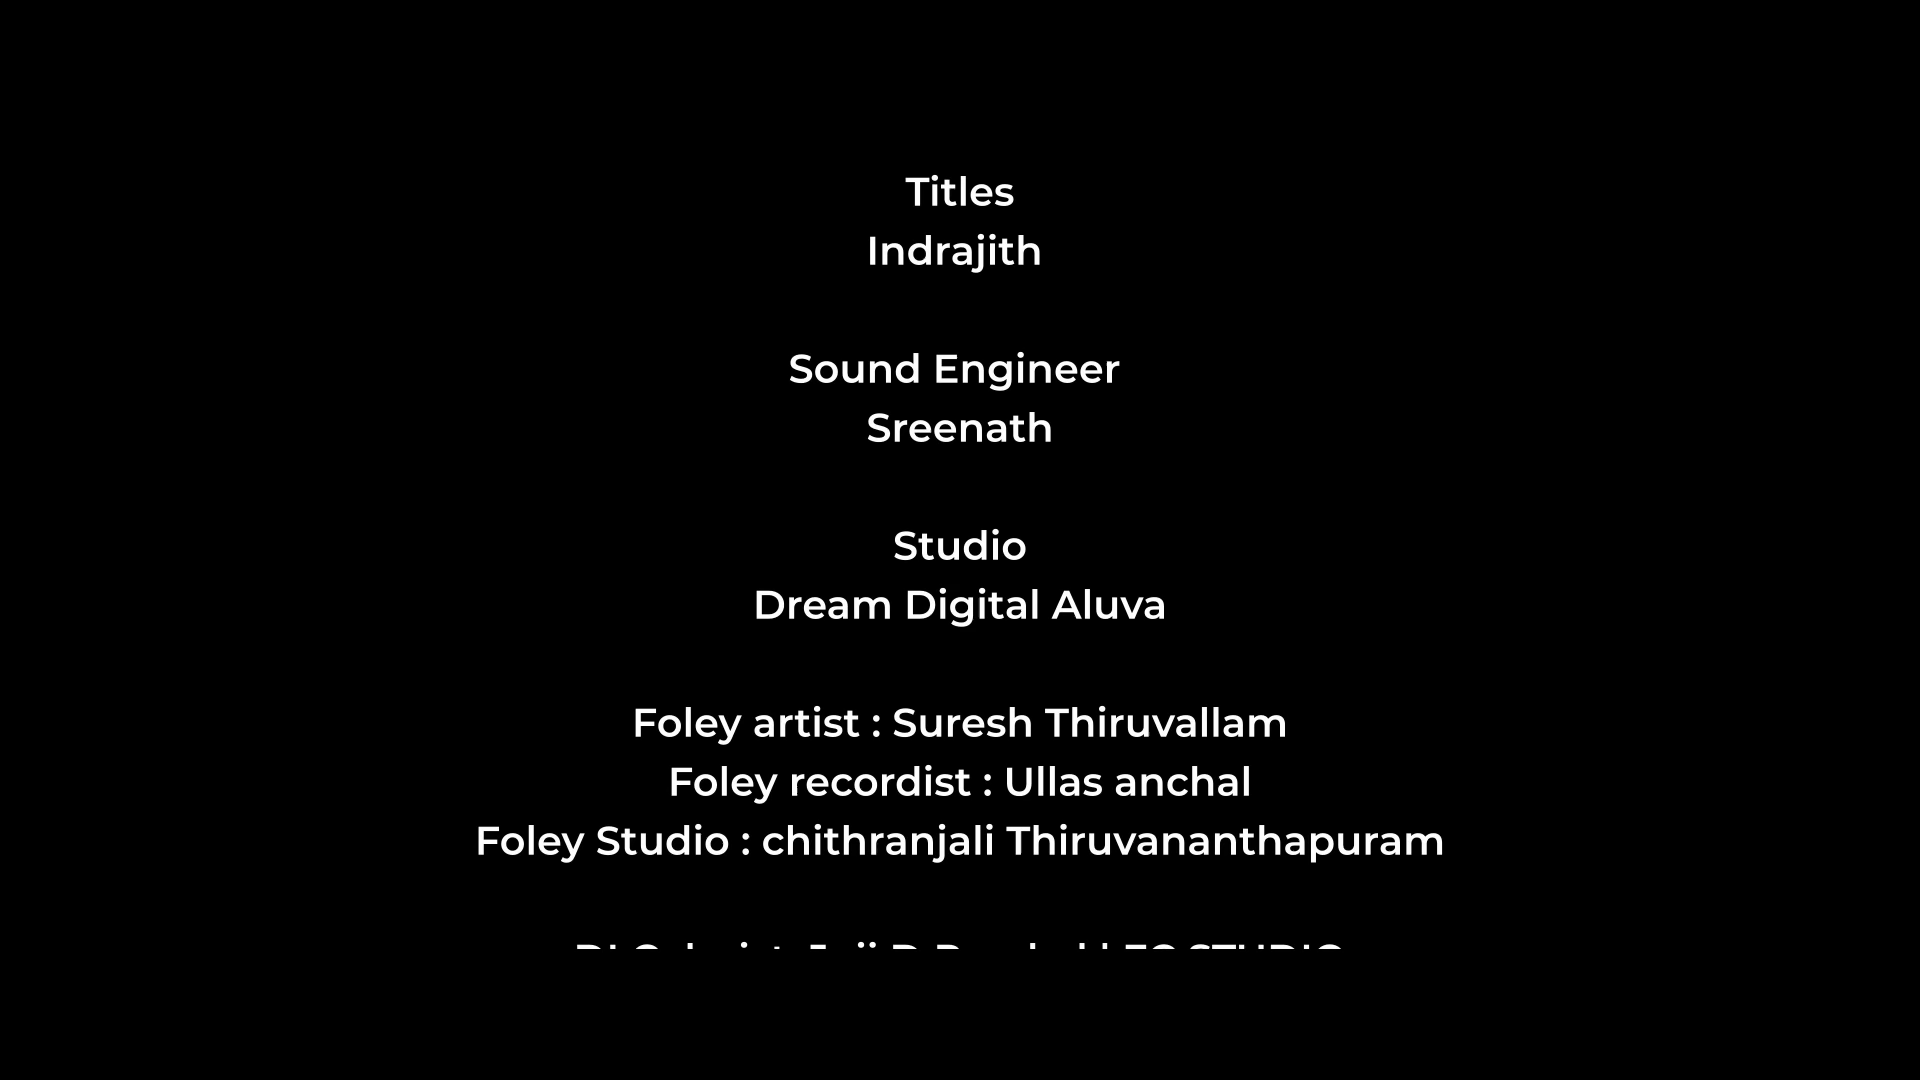 Titles
Indrajith
Sound Engineer
Sreenath
Studio
Dream Digital Aluva
Foley artist : Suresh Thiruvallam
Foley recordist : Ullas anchal
Foley Studio : chithranjali Thiruvananthapuram